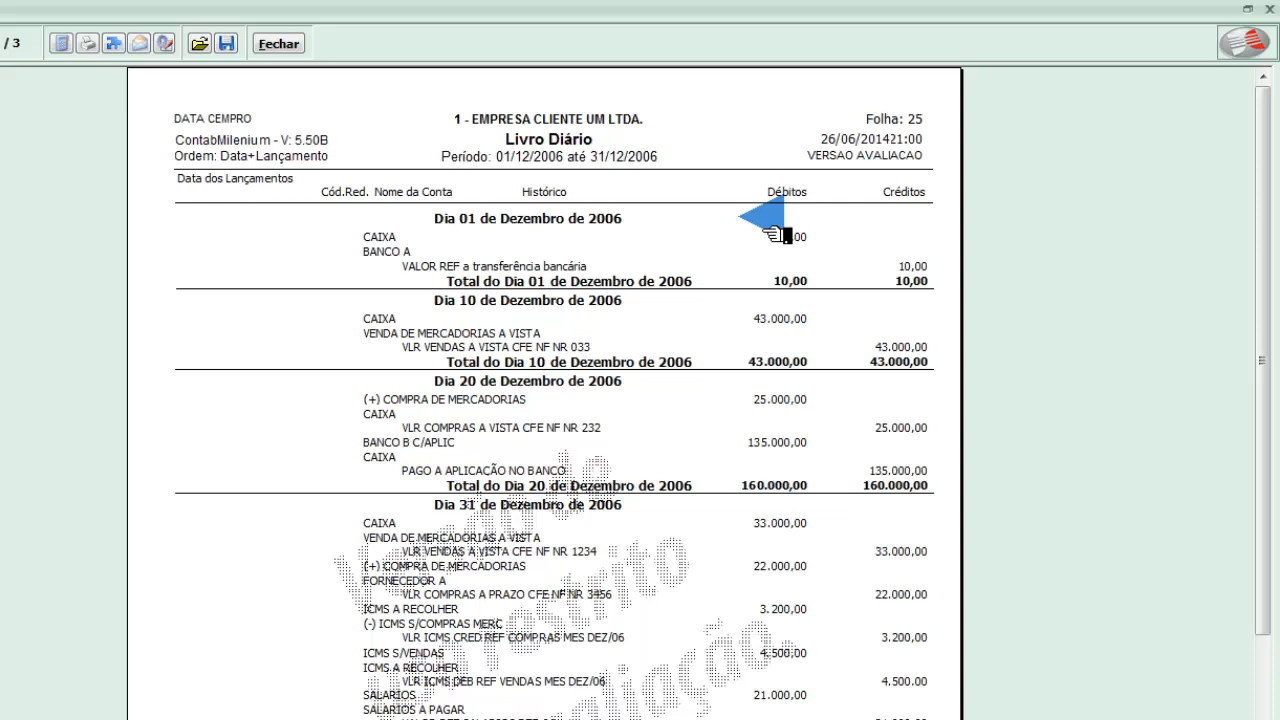 / 3 Fechar
DATA CEMPRO 1 - EMPRESA CLIENTE UM LTDA. Folha: 25
ContabMilenium - V: 5.50B Livro Diário 26/06/201421:00
Ordem: Data+Lançamento Período: 01/12/2006 até 31/12/2006 VERSAO AVALIACAO
Data dos Lançamentos
Cód.Red. Nome da Conta Histórico Débitos Créditos
Dia 01 de Dezembro de 2006
CAIXA
BANCO A
VALOR REF a transferência bancária 10,00
Total do Dia 01 de Dezembro de 2006 10,00 10,00
Dia 10 de Dezembro de 2006
CAIXA 43.000,00
VENDA DE MERCADORIAS A VISTA
VLR VENDAS A VISTA CFE NF NR 033 43.000,00
Total do Dia 10 de Dezembro de 2006 43.000,00 43.000,00
Dia 20 de Dezembro de 2006
(+) COMPRA DE MERCADORIAS 25.000,00
CAIXA
VLR COMPRAS A VISTA CFE NF NR 232 25.000,00
BANCO B C/APLIC 135.000,00
CAIXA
PAGO A APLICAÇÃO NO BANCO 135.000,00
Total do Dia 20 de Dezembro de 2006 160.000,00 160.000,00
Dia 31 de Dezembro de 2006
CAIXA 33.000,00
VENDA DE MERCADORIAS A VISTA
VLR VENDAS A VISTA CFE NF NR 1234 33.000,00
(+) COMPRA DE MERCADORIAS 22.000,00
FORNECEDOR A
VLR COMPRAS A PRAZO CFE NF NR 3456 22.000,00
ICMS A RECOLHER 3.200,00
(-) ICMS S/COMPRAS MERC
VLR ICMS CRED REF COMPRAS MES DEZ/06 3.200,00
ICMS S/VENDAS 4.500,00
ICMS A RECOLHER
VLR ICMS DEB REF VENDAS MES DEZ/06 4.500,00
SALARIOS 21.000,00
SALARIOS A PAGAR